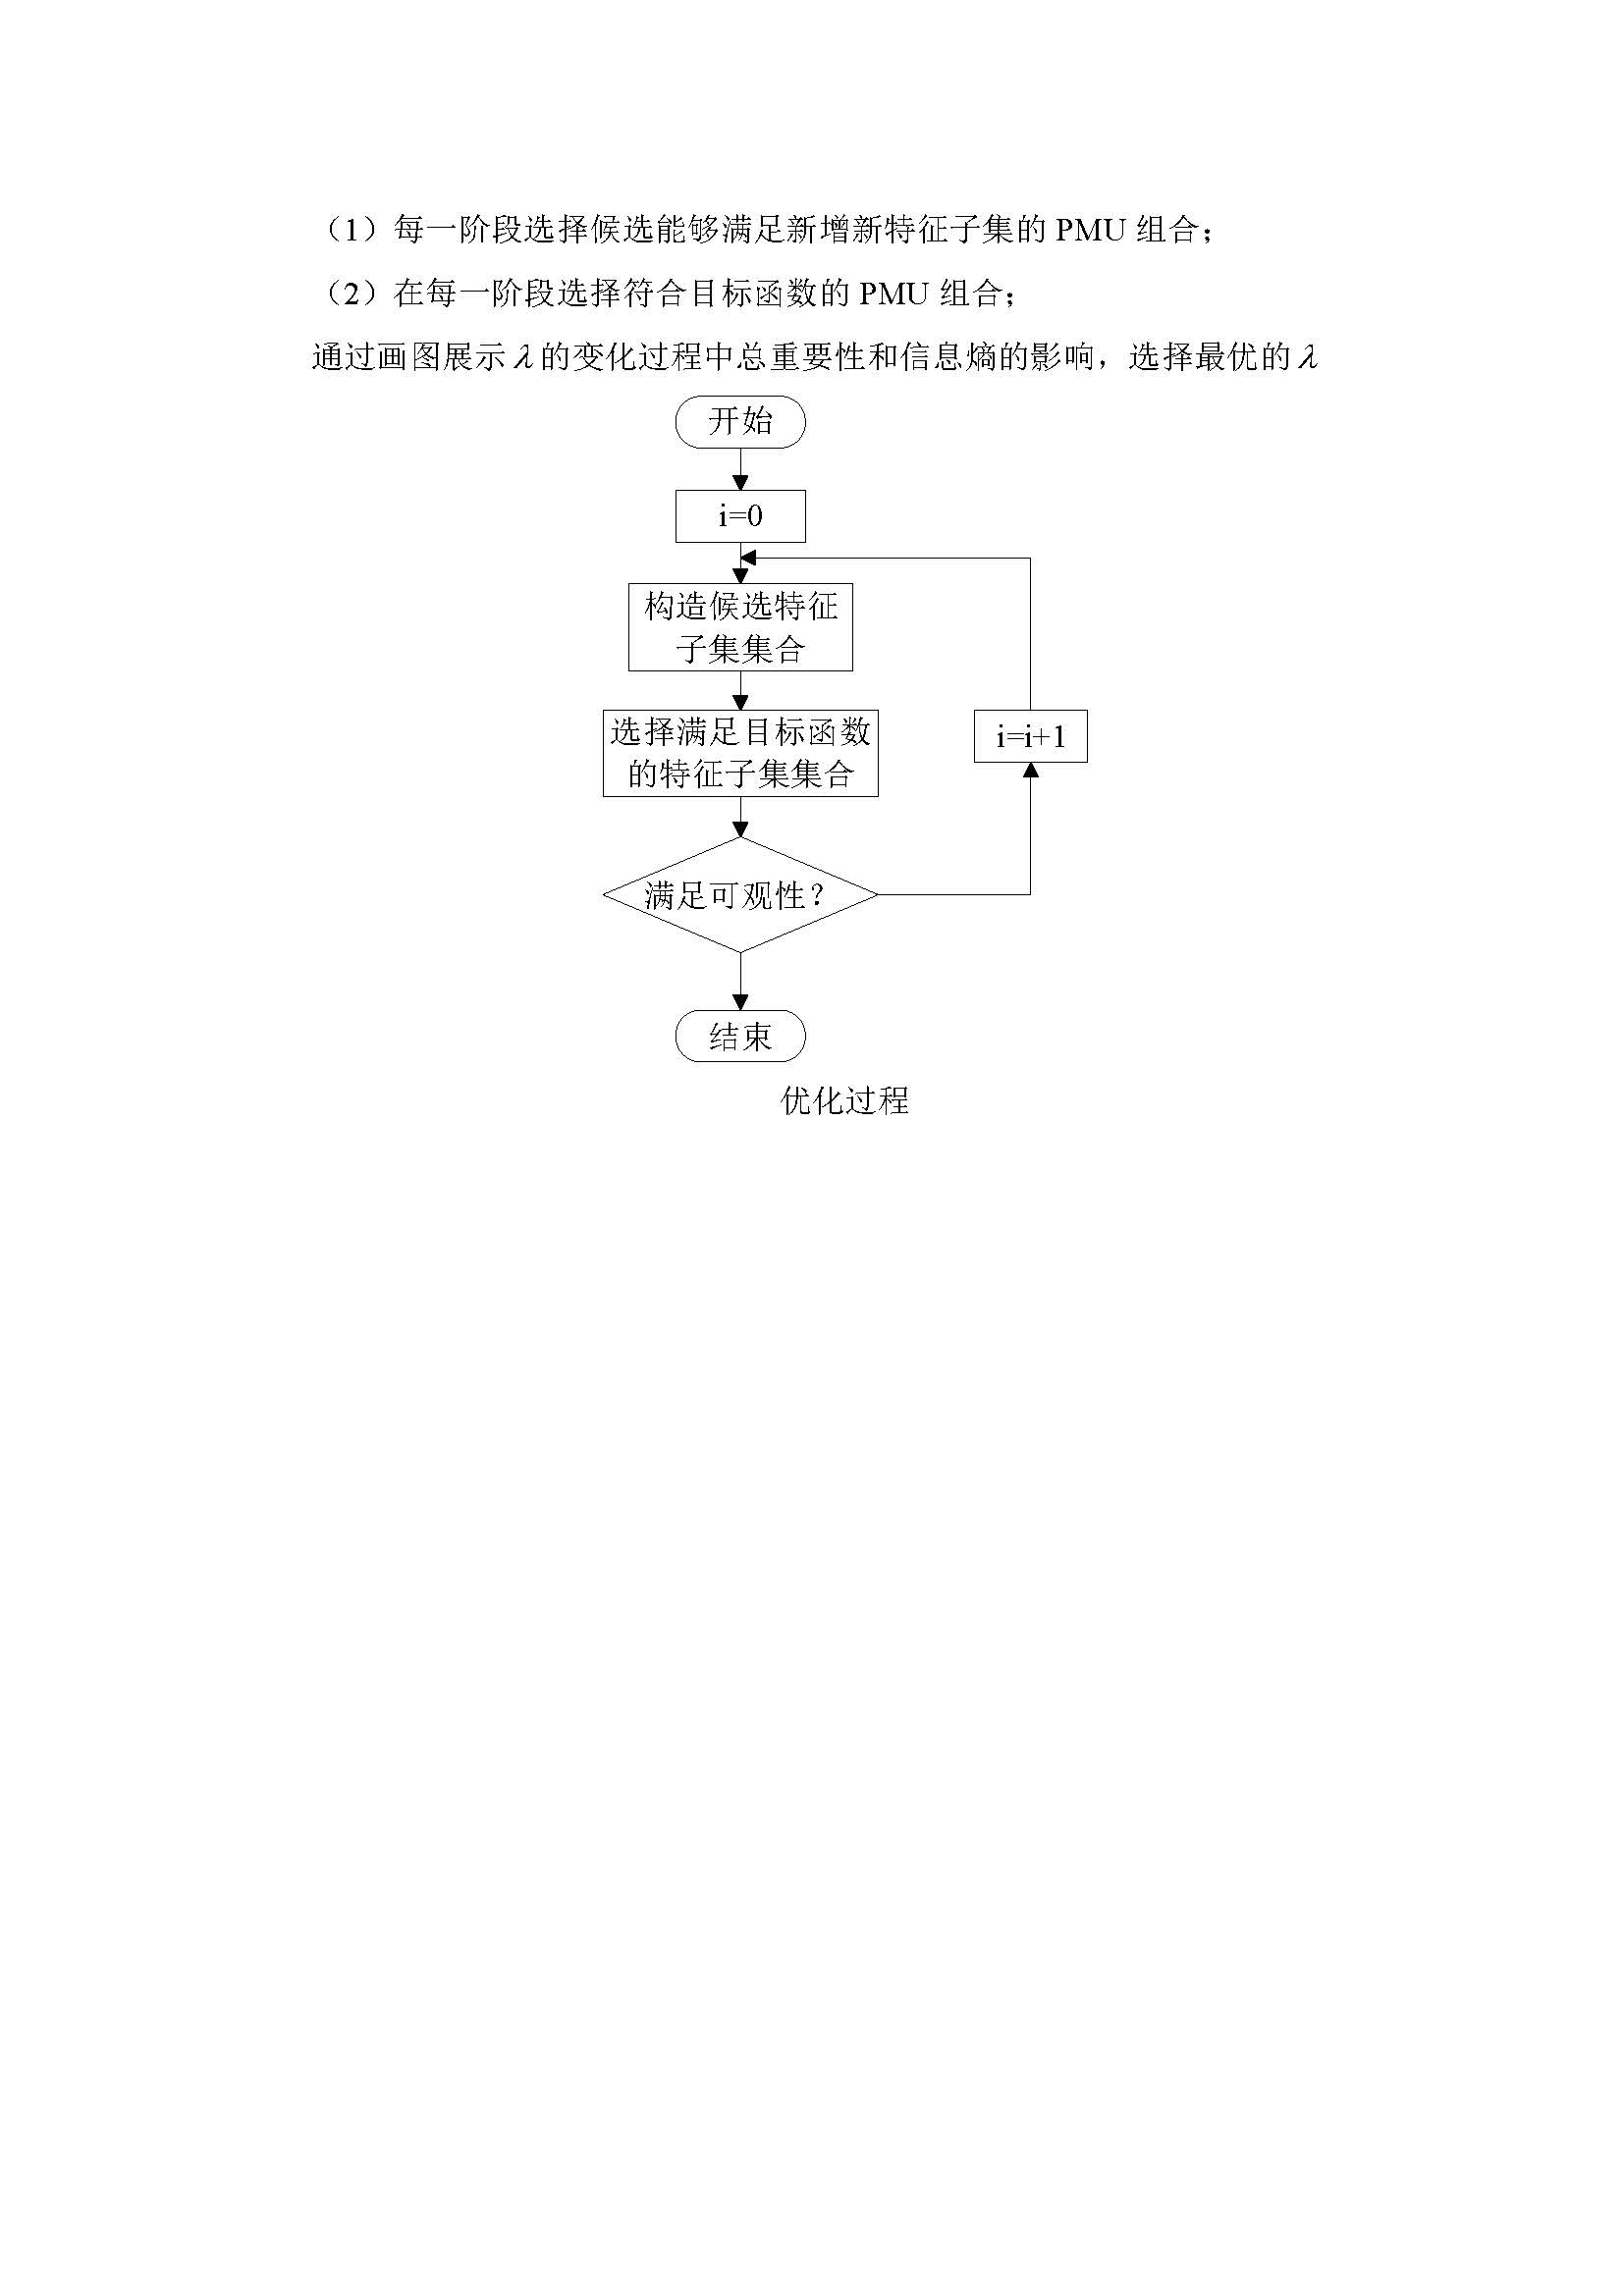 （1）每一阶段选择候选能够满足新增新特征子集的 PMU 组合；
（2）在每一阶段选择符合目标函数的 PMU 组合；
通过画图展示λ的变化过程中总重要性和信息熵的影响，选择最优的λ
开始
i=0
构造候选特征
子集集合
选择满足目标函数
的特征子集集合
i=i+1
满足可观性？
结束
优化过程